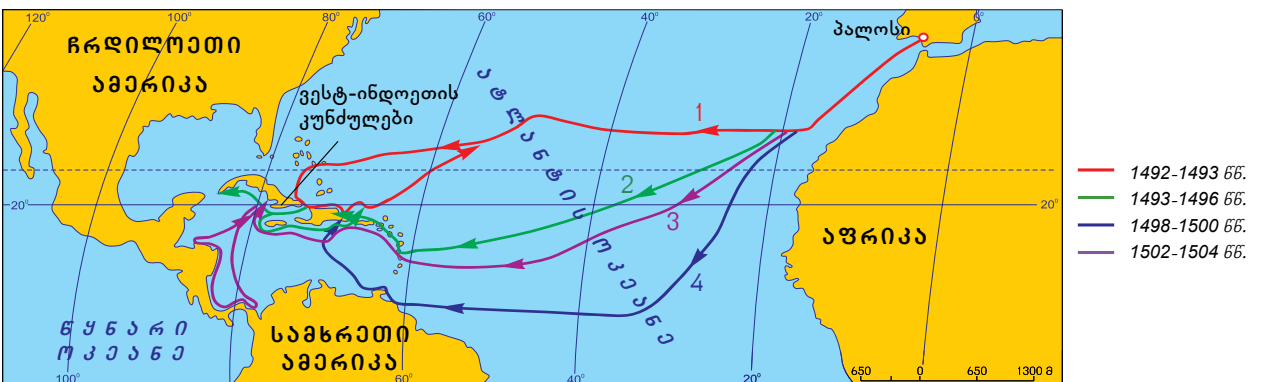 120° 100° 80° 60° 40° 20° 0°
ჩრდილოეთი
ამერიკა
ვესტ-ინდოეთის
კუნძულები
ატლანტის ოკეანე
პალოსი
1
2
3
4
20° 20°
აფრიკა
წყნარი
ოკეანე
სამხრეთი
ამერიკა
100° 60° 40° 20°
650 0 650 1300 მ
1492-1493 წწ.
1493-1496 წწ.
1498-1500 წწ.
1502-1504 წწ.